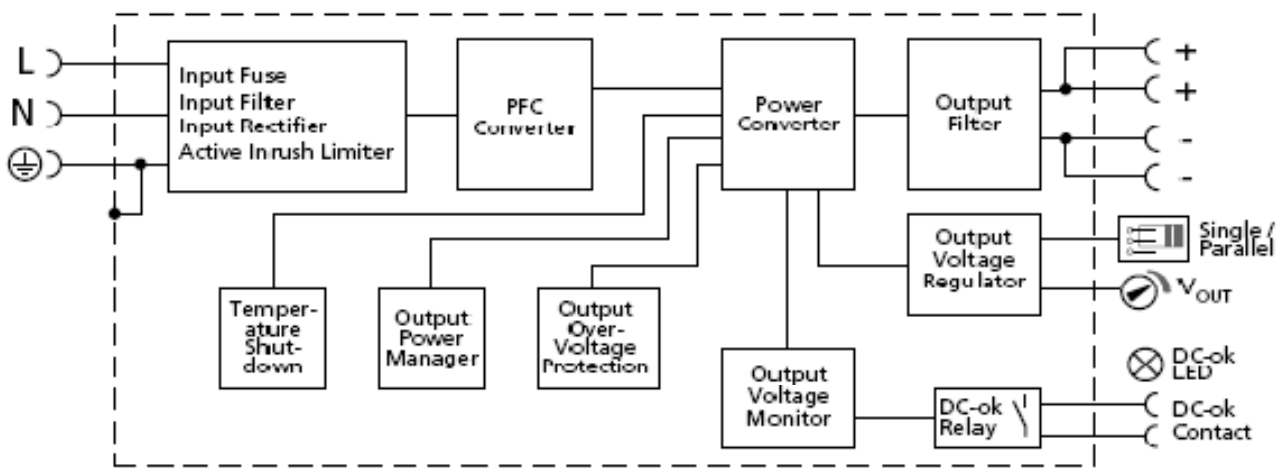 L
N
Input Fuse
Input Filter
Input Rectifier
Active Inrush Limiter
PFC
Converter
Power
Converter
Output
Filter
+
+
-
-
Temper-
ature
Shut-
down
Output
Power
Manager
Output
Over-
Voltage
Protection
Output
Voltage
Regulator
Single /
Parallel
VOUT
Output
Voltage
Monitor
DC-ok
Relay
DC-ok
LED
DC-ok
Contact